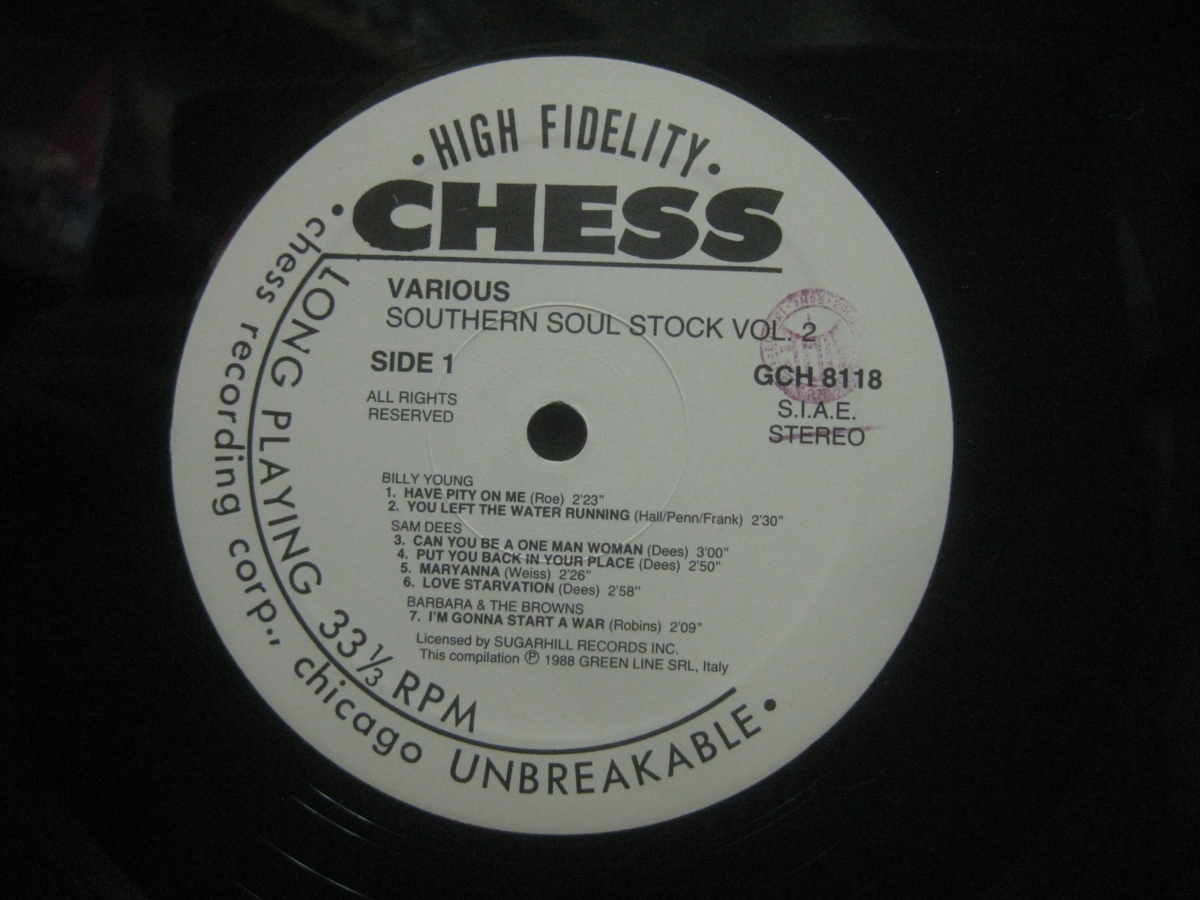 • HIGH FIDELITY •
CHESS
VARIOUS
SOUTHERN SOUL STOCK VOL. 2
SIDE 1
GCH 8118
ALL RIGHTS
RESERVED
S.I.A.E.
STEREO
BILLY YOUNG
1. HAVE PITY ON ME (Roe) 2'23"
2. YOU LEFT THE WATER RUNNING (Hall/Penn/Frank) 2'30"
SAM DEES
3. CAN YOU BE A ONE MAN WOMAN (Dees) 3'00"
4. PUT YOU BACK IN YOUR PLACE (Dees) 2'50"
5. MARYANNA (Weiss) 2'26"
6. LOVE STARVATION (Dees) 2'58"
BARBARA & THE BROWNS
7. I'M GONNA START A WAR (Robins) 2'09"
Licensed by SUGARHILL RECORDS INC.
This compilation ℗ 1988 GREEN LINE SRL, Italy
LONG PLAYING 33⅓ RPM
• chess recording corp., chicago UNBREAKABLE •